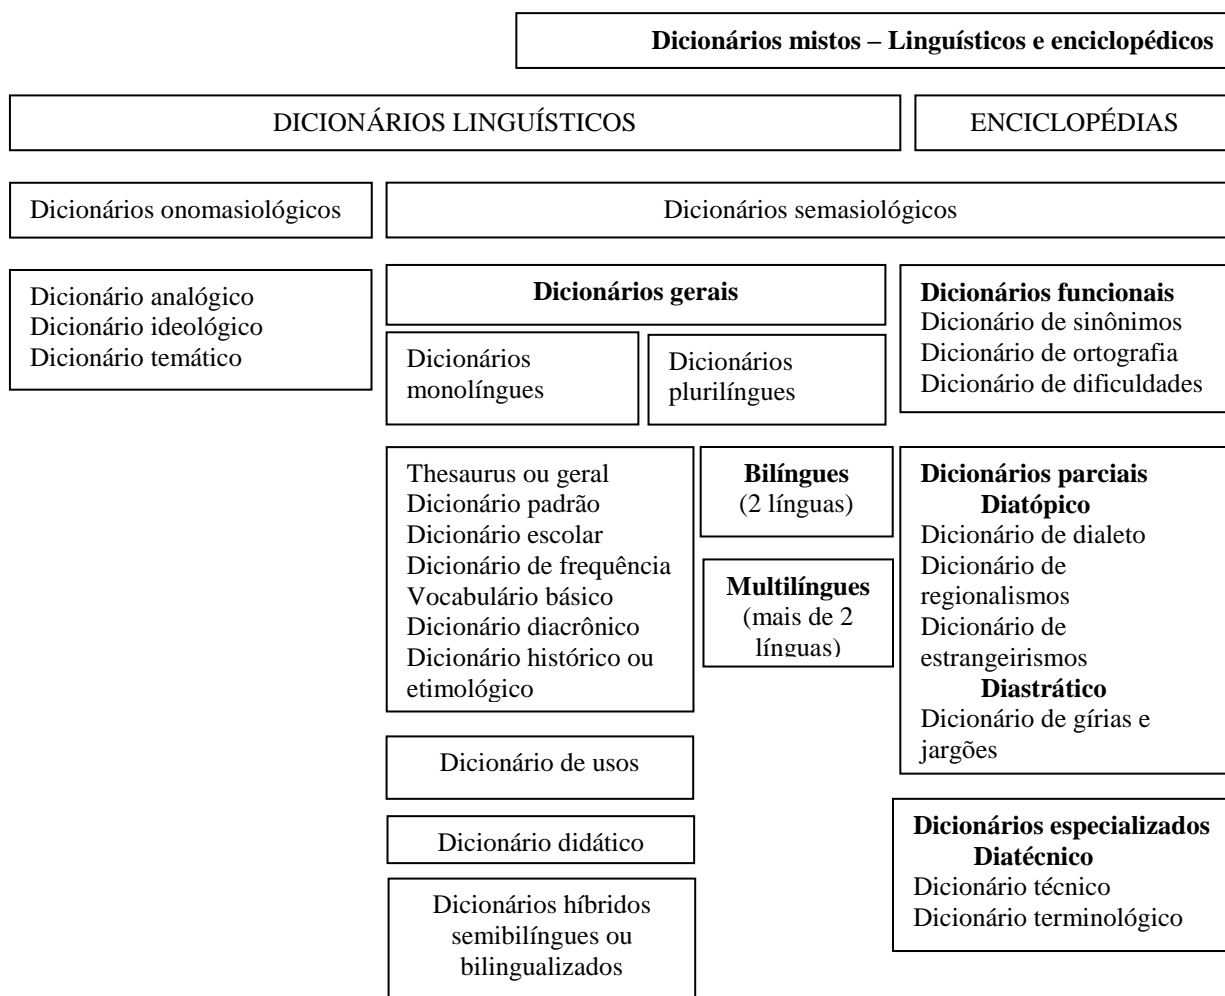 Dicionários mistos – Linguísticos e enciclopédicos
DICIONÁRIOS LINGUÍSTICOS
ENCICLOPÉDIAS
Dicionários onomasiológicos
Dicionários semasiológicos
Dicionário analógico
Dicionário ideológico
Dicionário temático
Dicionários gerais
Dicionários
monolíngues
Dicionários
plurilíngues
Dicionários funcionais
Dicionário de sinônimos
Dicionário de ortografia
Dicionário de dificuldades
Thesaurus ou geral
Dicionário padrão
Dicionário escolar
Dicionário de frequência
Vocabulário básico
Dicionário diacrônico
Dicionário histórico ou
etimológico
Bilíngues
(2 línguas)
Multilíngues
(mais de 2
línguas)
Dicionários parciais
Diatópico
Dicionário de dialeto
Dicionário de
regionalismos
Dicionário de
estrangeirismos
Diastrático
Dicionário de gírias e
jargões
Dicionário de usos
Dicionário didático
Dicionários híbridos
semibilíngues ou
bilingualizados
Dicionários especializados
Diatécnico
Dicionário técnico
Dicionário terminológico